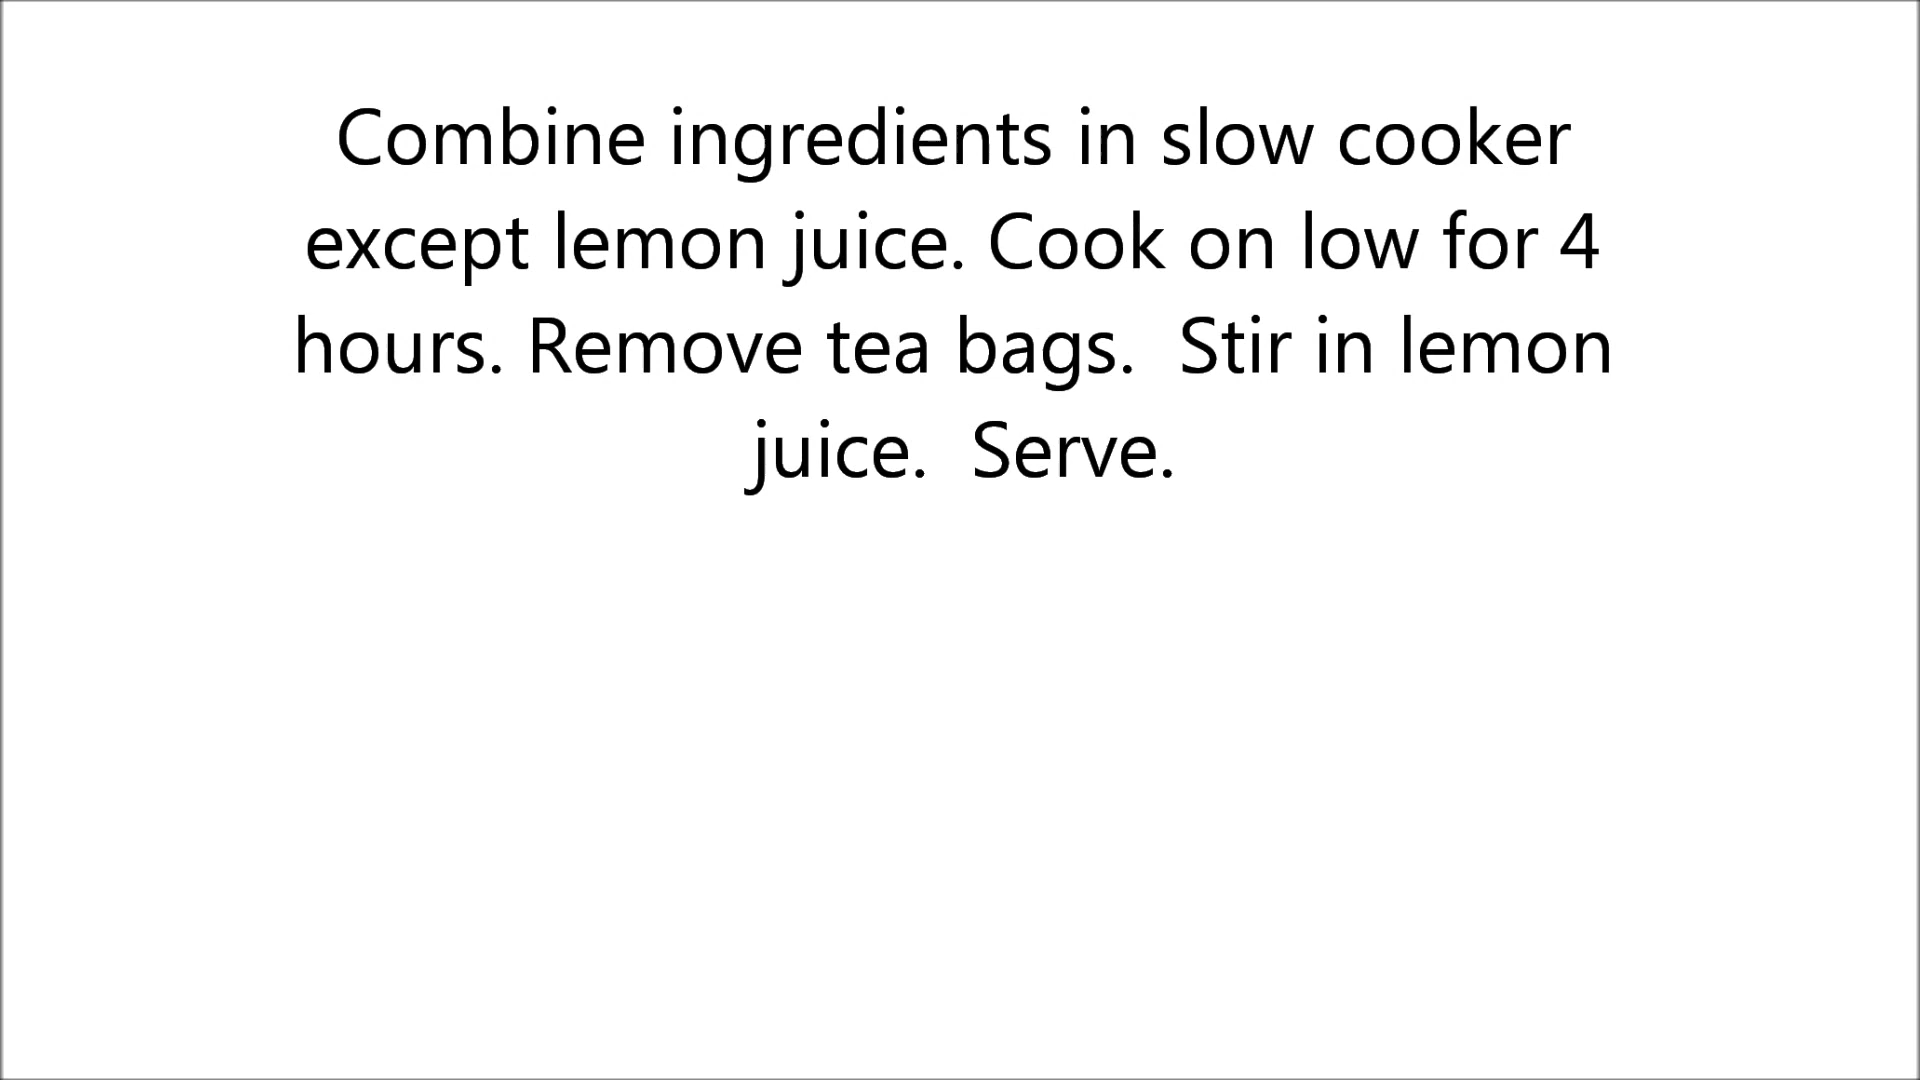 Combine ingredients in slow cooker
except lemon juice. Cook on low for 4
hours. Remove tea bags.  Stir in lemon
juice.  Serve.